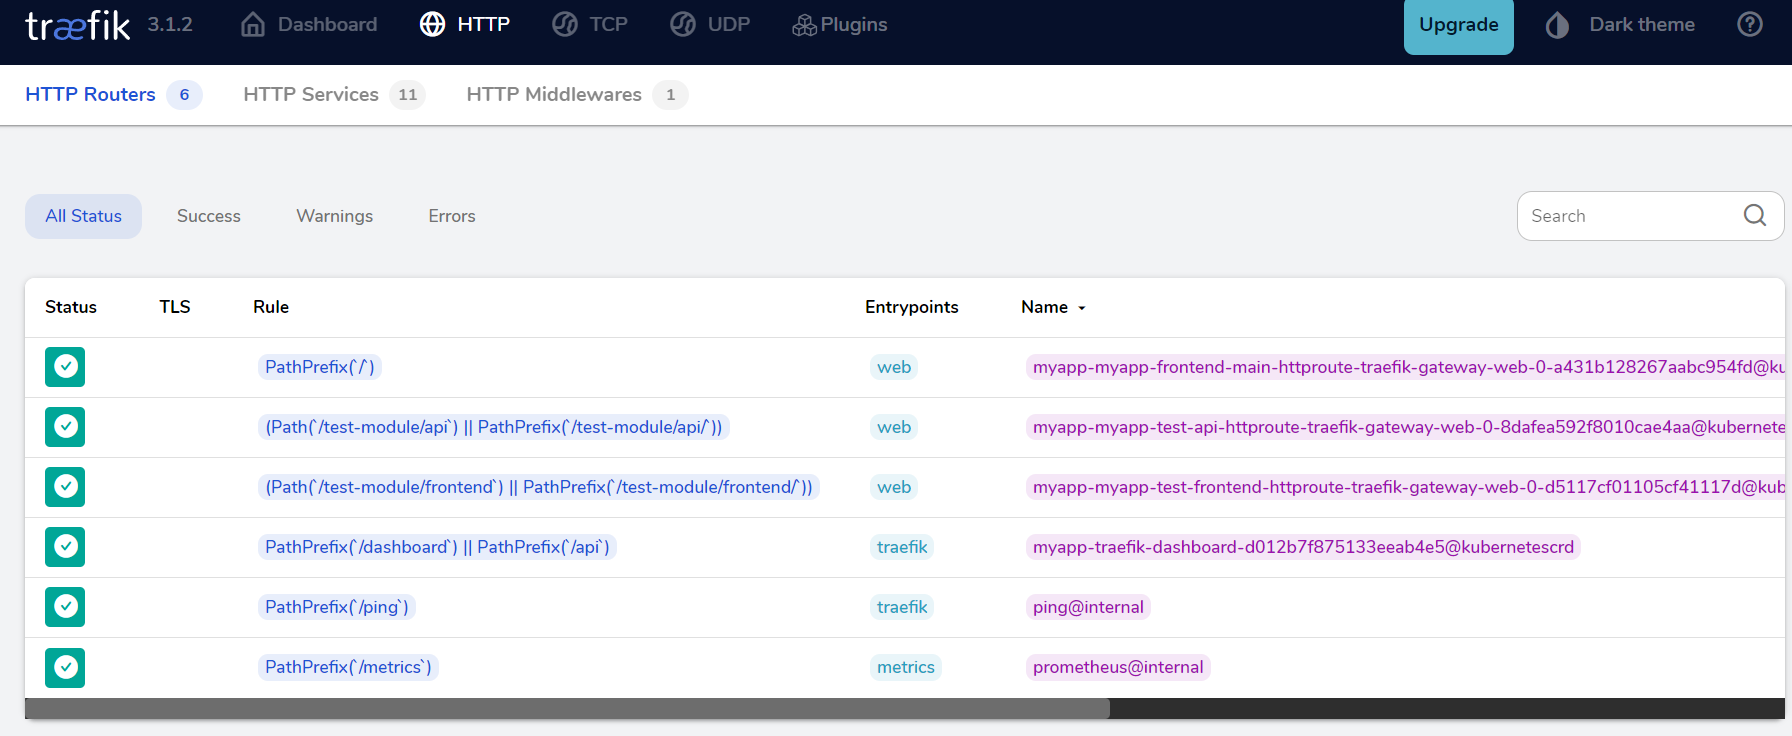 træfik 3.1.2 Dashboard HTTP TCP UDP Plugins Upgrade Dark theme ?
HTTP Routers 6 HTTP Services 11 HTTP Middlewares 1
All Status Success Warnings Errors Search
Status TLS Rule Entrypoints Name
PathPrefix(`/`) web myapp-myapp-frontend-main-httproute-traefik-gateway-web-0-a431b128267aabc954fd@ku
(Path(`/test-module/api`) || PathPrefix(`/test-module/api/`)) web myapp-myapp-test-api-httproute-traefik-gateway-web-0-8dafea592f8010cae4aa@kubernete
(Path(`/test-module/frontend`) || PathPrefix(`/test-module/frontend/`)) web myapp-myapp-test-frontend-httproute-traefik-gateway-web-0-d5117cf01105cf41117d@kub
PathPrefix(`/dashboard`) || PathPrefix(`/api`) traefik myapp-traefik-dashboard-d012b7f875133eeab4e5@kubernetescrd
PathPrefix(`/ping`) traefik ping@internal
PathPrefix(`/metrics`) metrics prometheus@internal